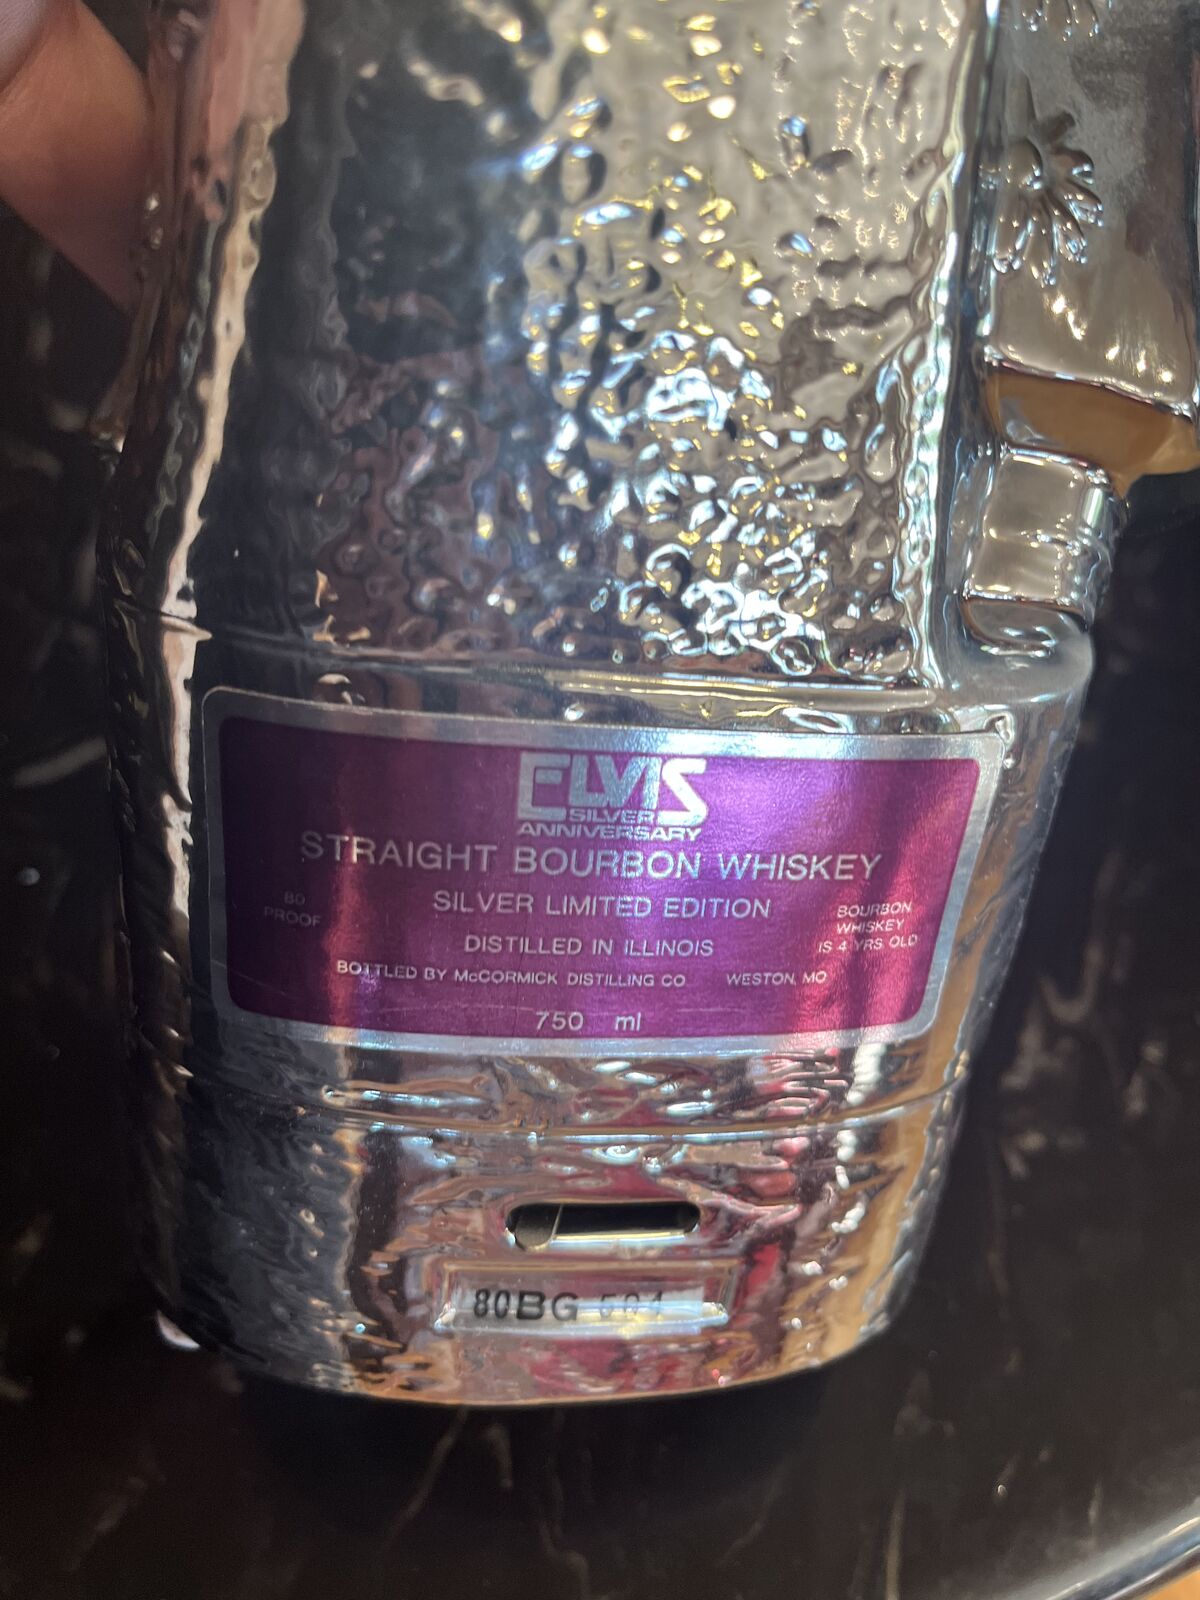 ELVIS
SILVER
ANNIVERSARY
STRAIGHT BOURBON WHISKEY
SILVER LIMITED EDITION
80
PROOF
BOURBON
WHISKEY
IS 4 YRS OLD
DISTILLED IN ILLINOIS
BOTTLED BY McCORMICK DISTILLING CO WESTON, MO
750 ml
80BG